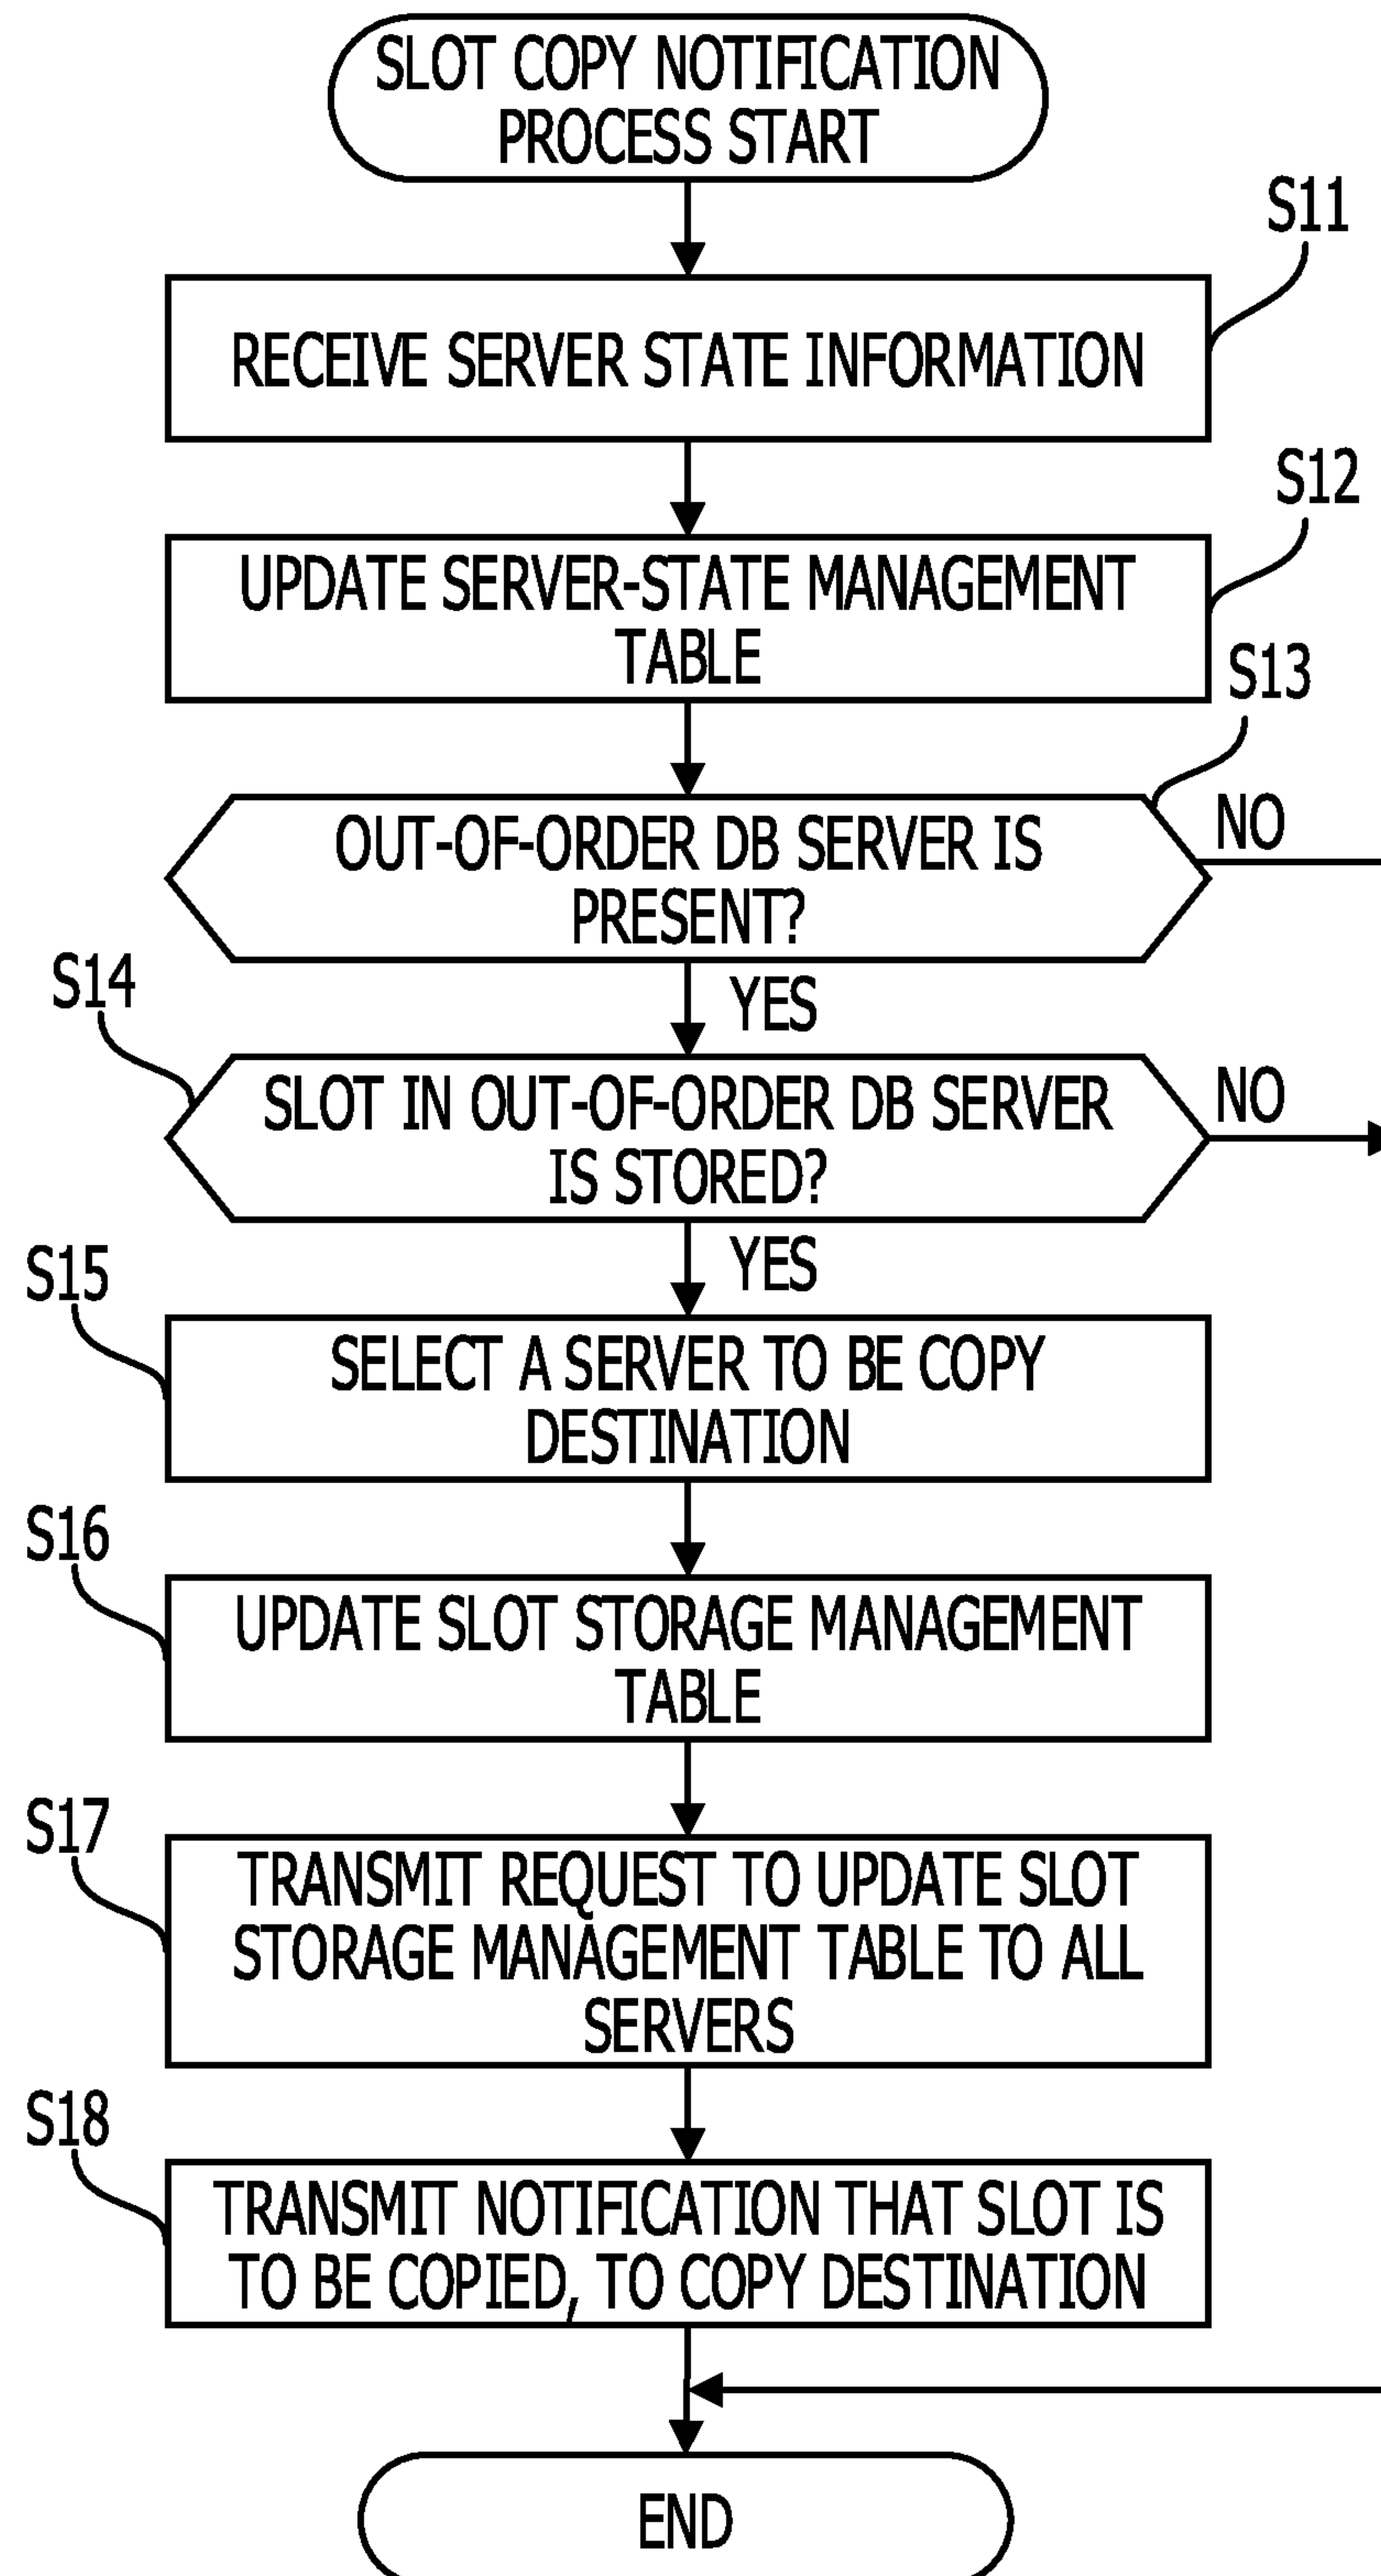 SLOT COPY NOTIFICATION
PROCESS START
S11
RECEIVE SERVER STATE INFORMATION
S12
UPDATE SERVER-STATE MANAGEMENT
TABLE
S13
OUT-OF-ORDER DB SERVER IS
PRESENT?
NO
YES
S14
SLOT IN OUT-OF-ORDER DB SERVER
IS STORED?
NO
YES
S15
SELECT A SERVER TO BE COPY
DESTINATION
S16
UPDATE SLOT STORAGE MANAGEMENT
TABLE
S17
TRANSMIT REQUEST TO UPDATE SLOT
STORAGE MANAGEMENT TABLE TO ALL
SERVERS
S18
TRANSMIT NOTIFICATION THAT SLOT IS
TO BE COPIED, TO COPY DESTINATION
END